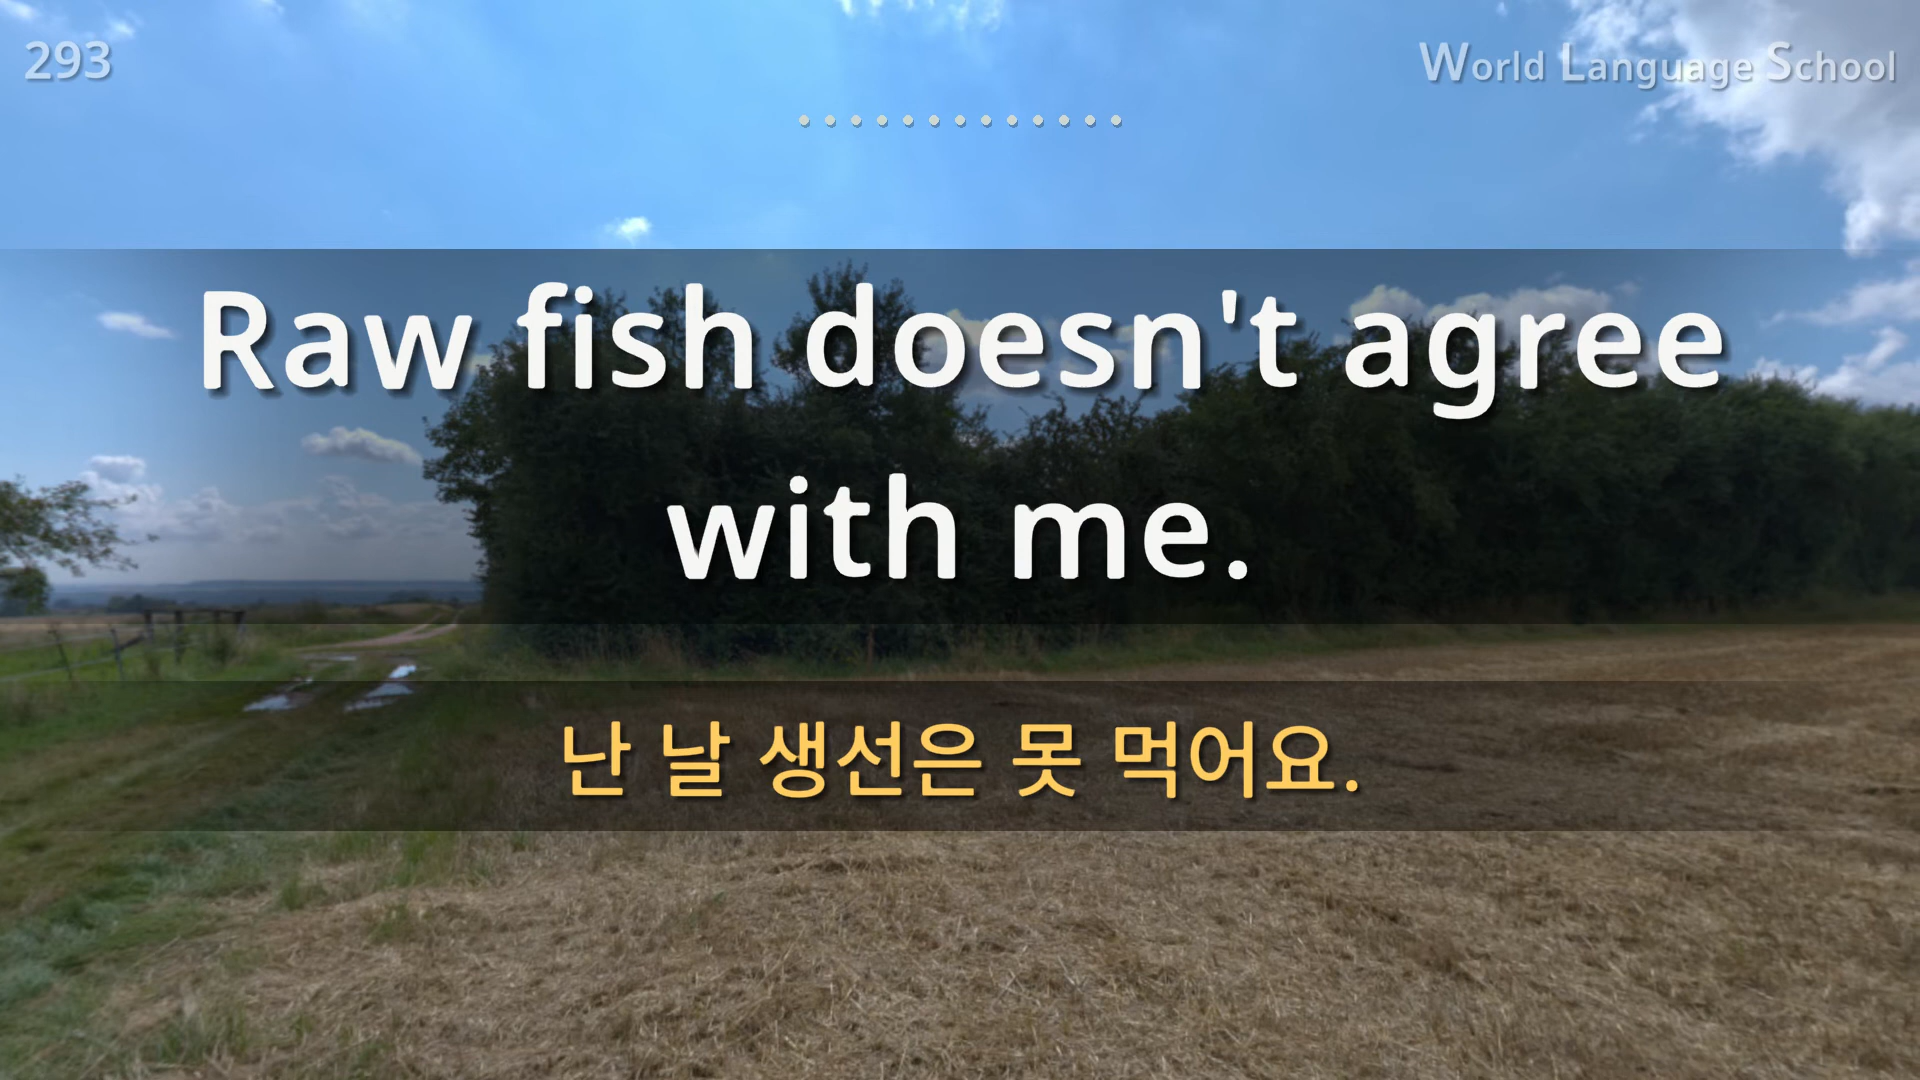 293
World Language School
Raw fish doesn't agree
with me.
난 날 생선은 못 먹어요.